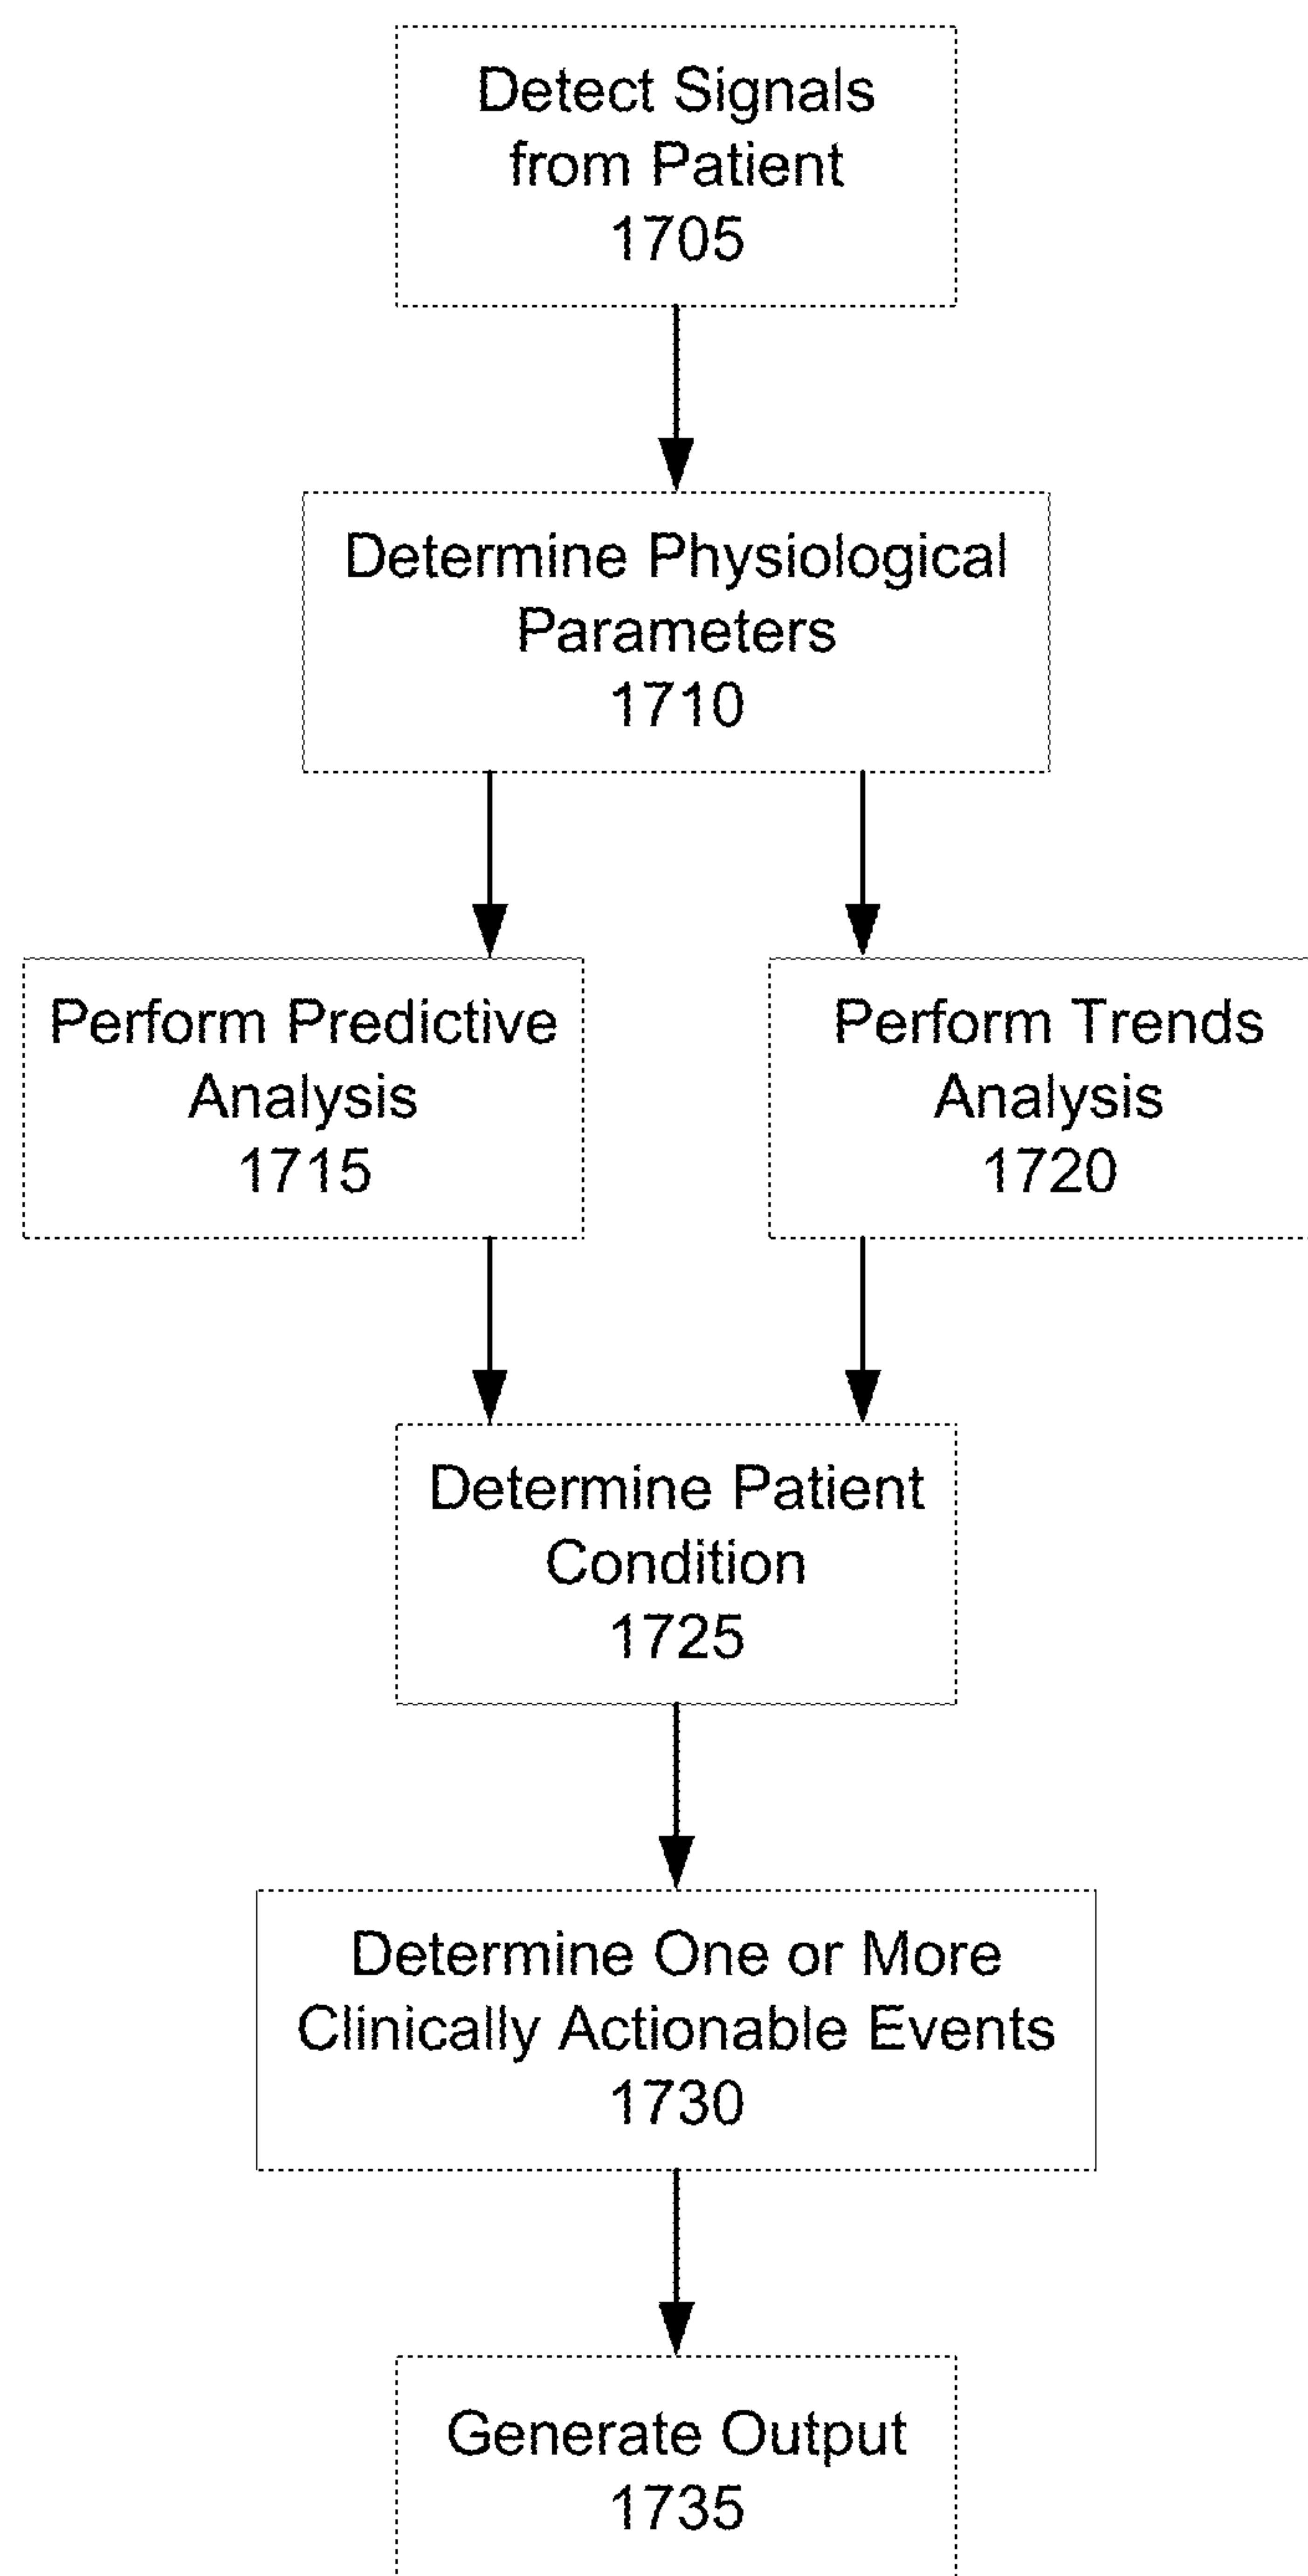 Detect Signals
from Patient
1705
Determine Physiological
Parameters
1710
Perform Predictive
Analysis
1715
Perform Trends
Analysis
1720
Determine Patient
Condition
1725
Determine One or More
Clinically Actionable Events
1730
Generate Output
1735